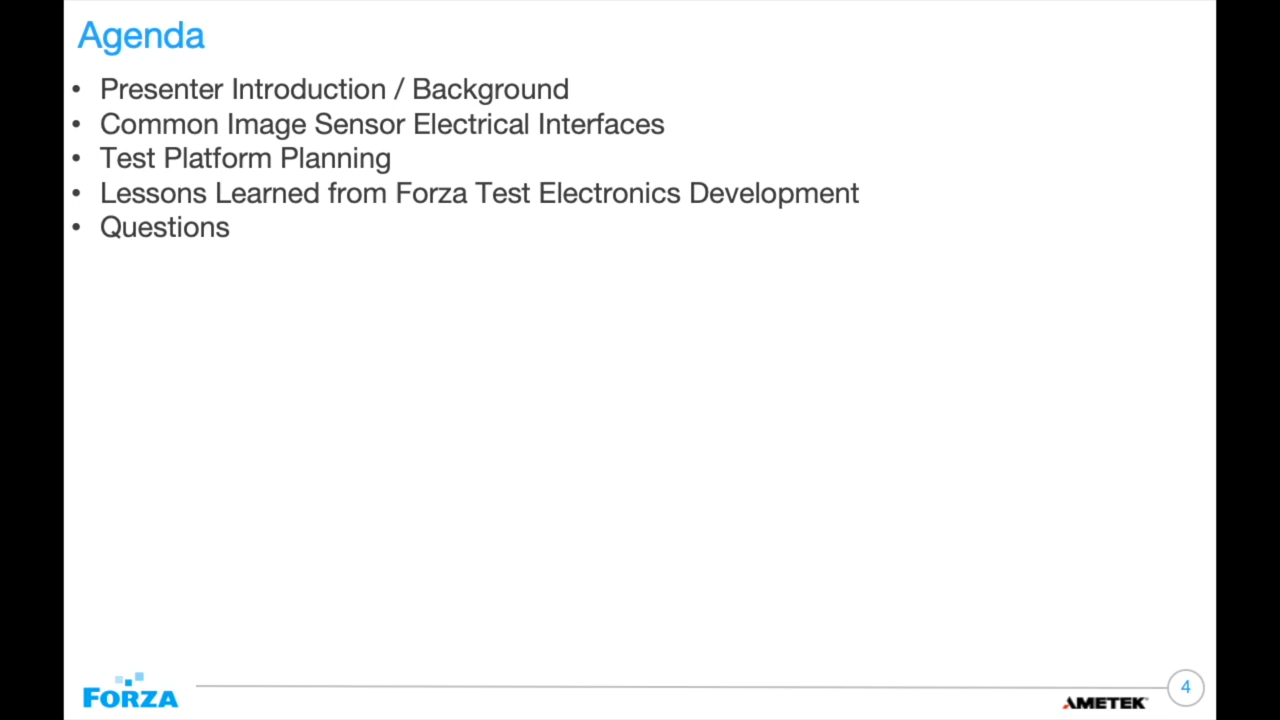 Agenda
• Presenter Introduction / Background
• Common Image Sensor Electrical Interfaces
• Test Platform Planning
• Lessons Learned from Forza Test Electronics Development
• Questions
FORZA
AMETEK
4